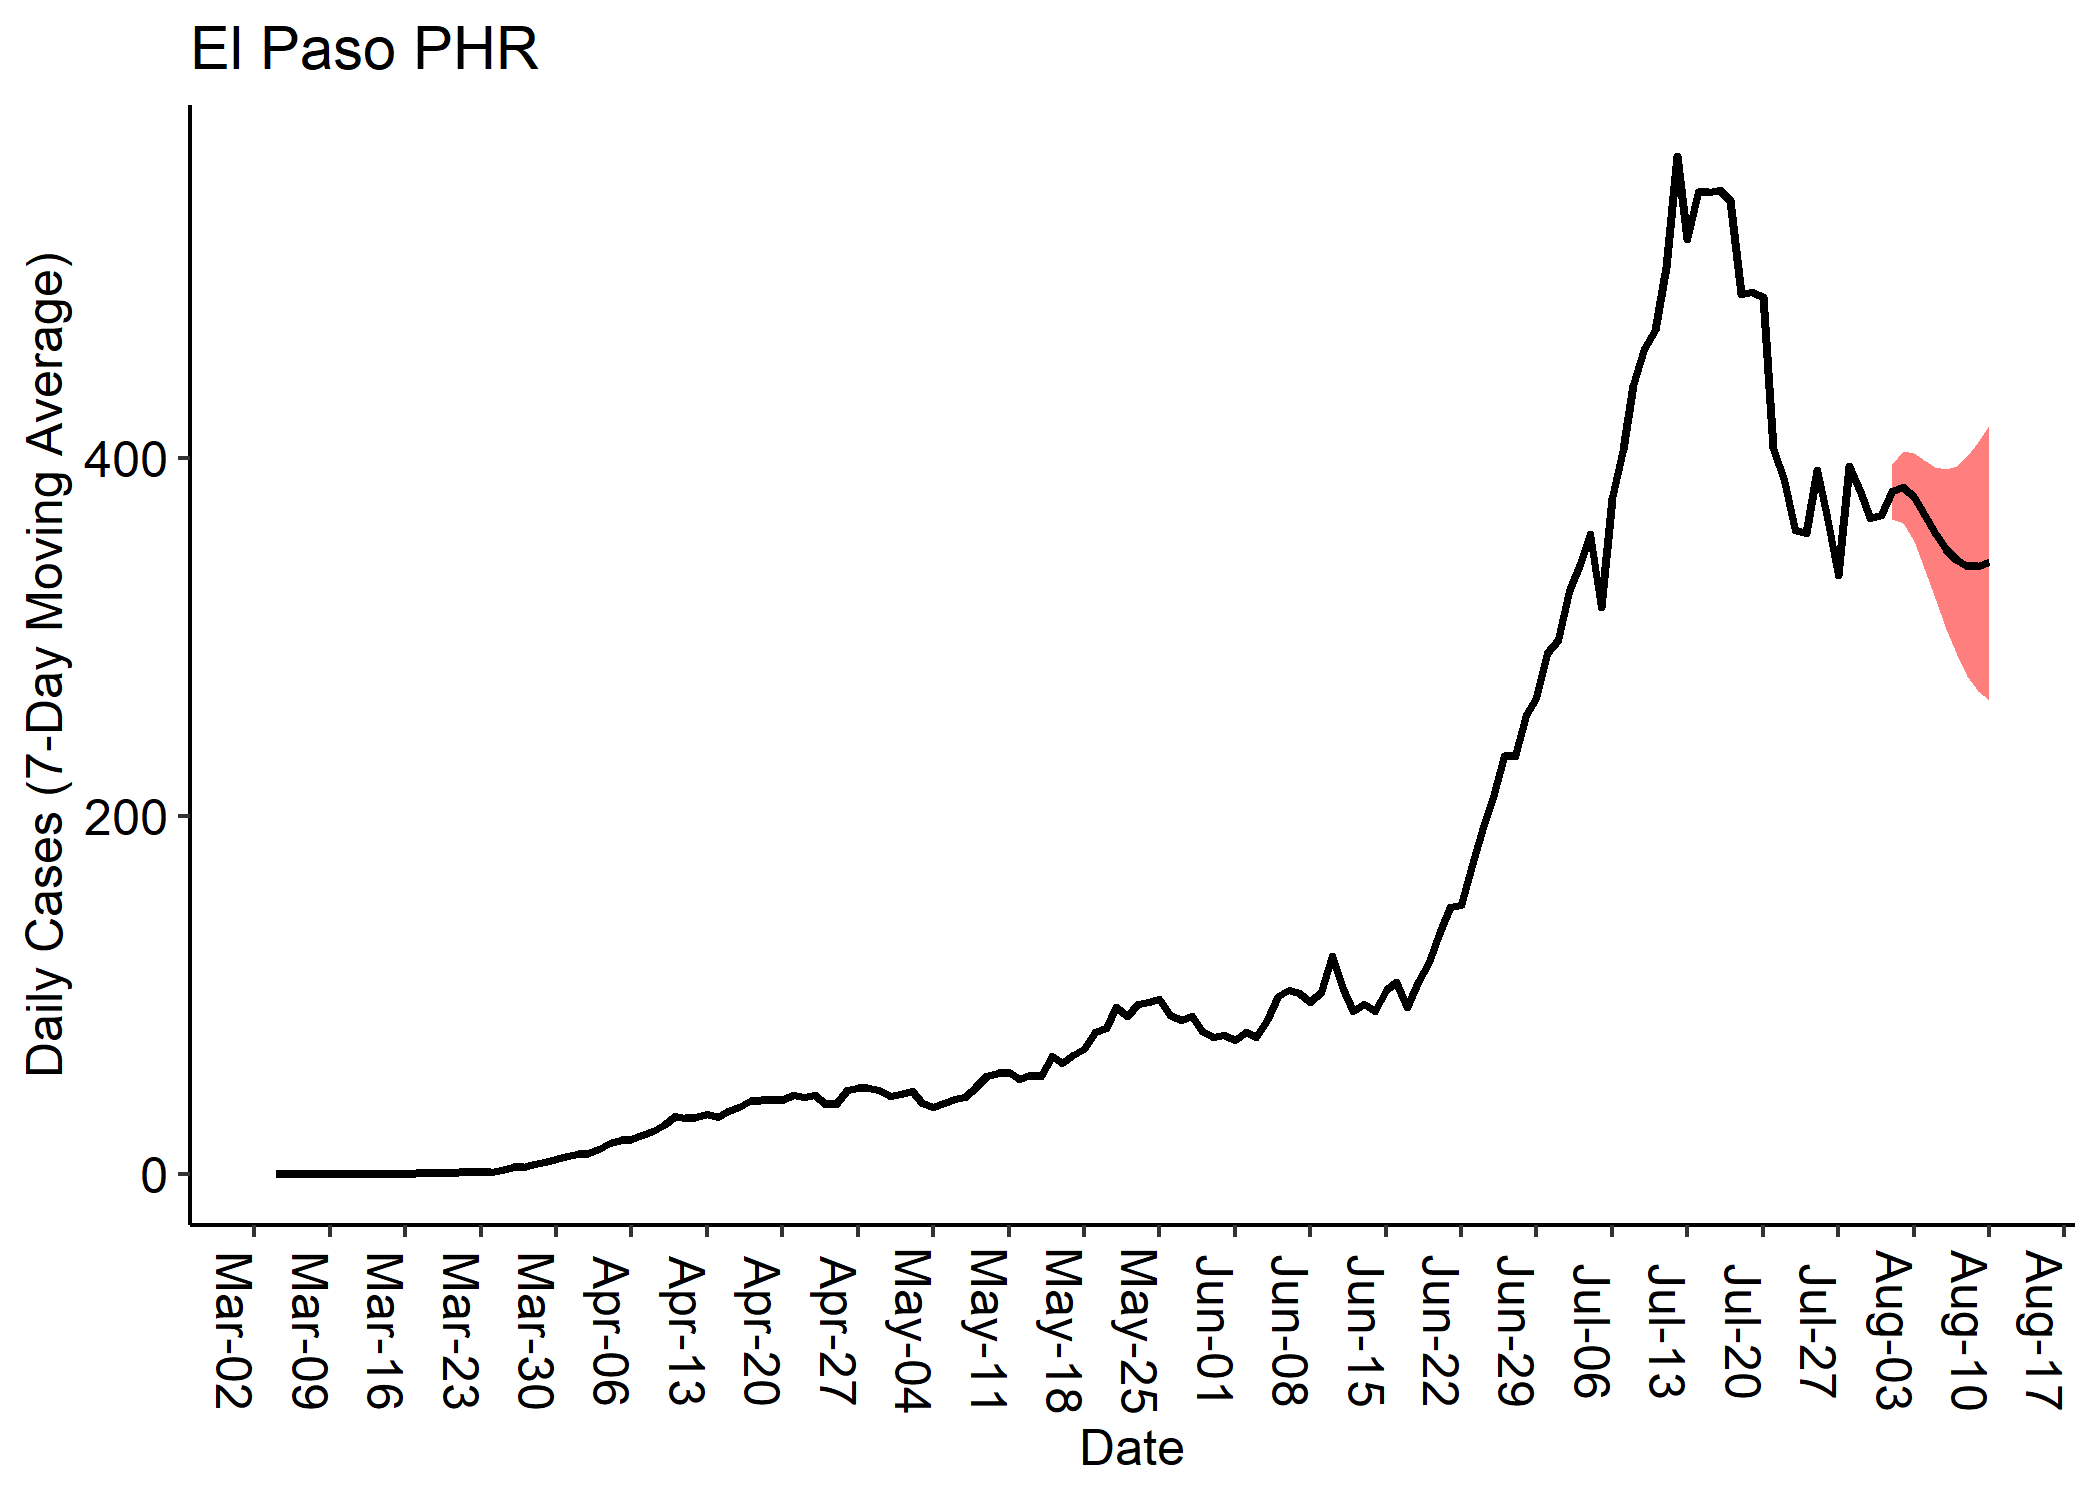 El Paso PHR
Daily Cases (7-Day Moving Average)
400
200
0
Mar-02
Mar-09
Mar-16
Mar-23
Mar-30
Apr-06
Apr-13
Apr-20
Apr-27
May-04
May-11
May-18
May-25
Jun-01
Jun-08
Jun-15
Jun-22
Jun-29
Jul-06
Jul-13
Jul-20
Jul-27
Aug-03
Aug-10
Aug-17
Date